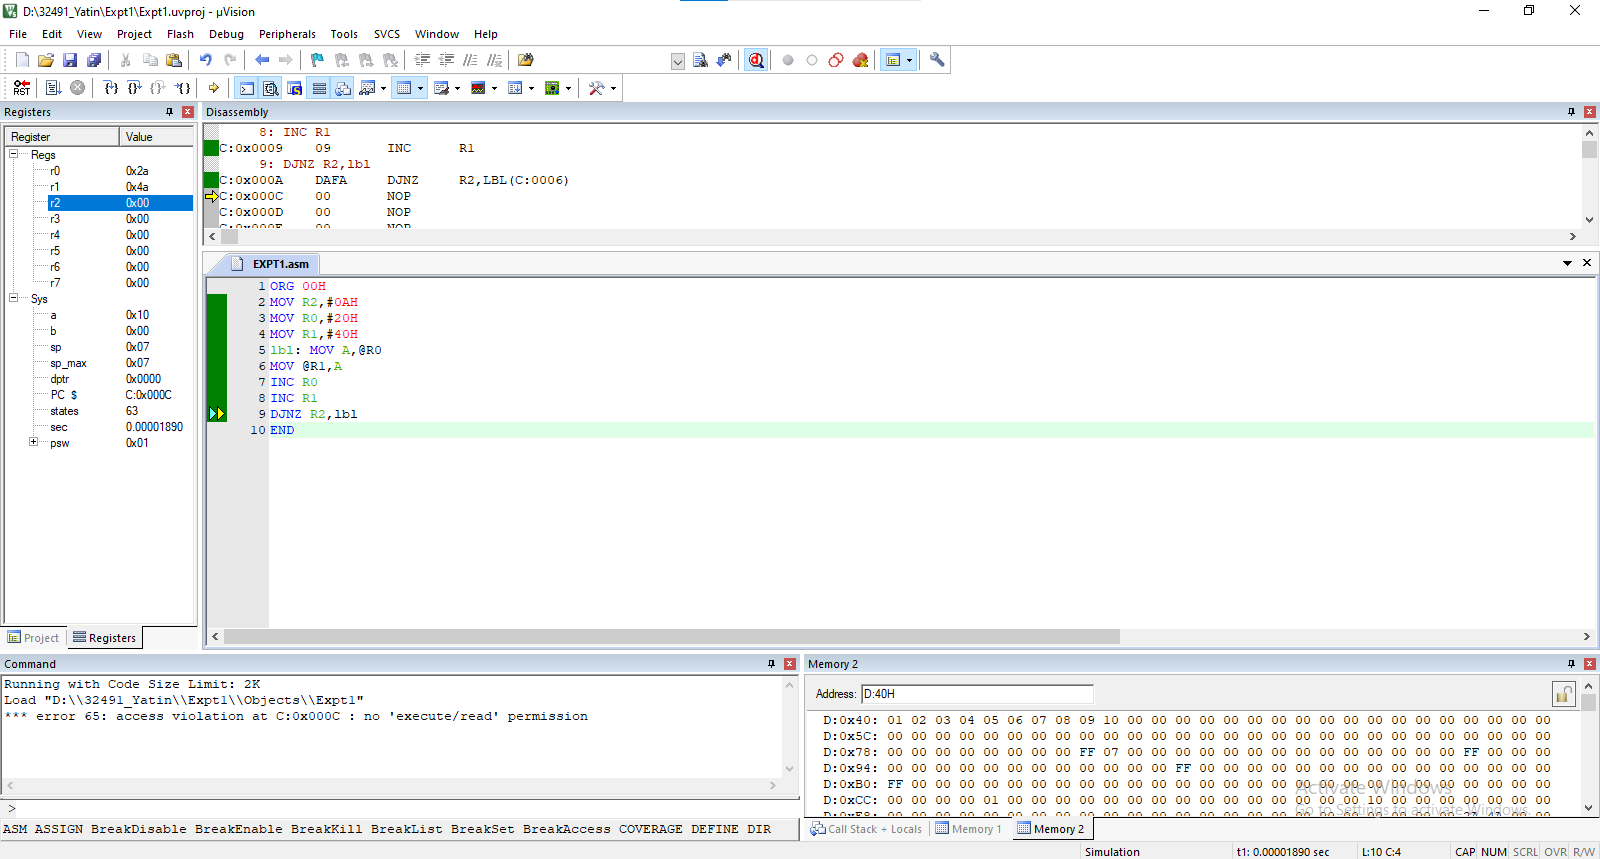 D:\32491_Yatin\Expt1\Expt1.uvproj - µVision
File Edit View Project Flash Debug Peripherals Tools SVCS Window Help
RST
Registers
Register Value
Regs
r0 0x2a
r1 0x4a
r2 0x00
r3 0x00
r4 0x00
r5 0x00
r6 0x00
r7 0x00
Sys
a 0x10
b 0x00
sp 0x07
sp_max 0x07
dptr 0x0000
PC $ C:0x000C
states 63
sec 0.00001890
psw 0x01
Project Registers
Disassembly
8: INC R1
C:0x0009 09 INC R1
9: DJNZ R2,lbl
C:0x000A DAFA DJNZ R2,LBL(C:0006)
C:0x000C 00 NOP
C:0x000D 00 NOP
C:0x000E 00 NOP
EXPT1.asm
1 ORG 00H
2 MOV R2,#0AH
3 MOV R0,#20H
4 MOV R1,#40H
5 lbl: MOV A,@R0
6 MOV @R1,A
7 INC R0
8 INC R1
9 DJNZ R2,lbl
10 END
Command
Running with Code Size Limit: 2K
Load "D:\\32491_Yatin\\Expt1\\Objects\\Expt1"
*** error 65: access violation at C:0x000C : no 'execute/read' permission
>
ASM ASSIGN BreakDisable BreakEnable BreakKill BreakList BreakSet BreakAccess COVERAGE DEFINE DIR
Memory 2
Address: D:40H
D:0x40: 01 02 03 04 05 06 07 08 09 10 00 00 00 00 00 00 00 00 00 00 00 00 00 00 00 00 00 00
D:0x5C: 00 00 00 00 00 00 00 00 00 00 00 00 00 00 00 00 00 00 00 00 00 00 00 00 00 00 00 00
D:0x78: 00 00 00 00 00 00 00 00 FF 07 00 00 00 00 00 00 00 00 00 00 00 00 00 00 FF 00 00 00
D:0x94: 00 00 00 00 00 00 00 00 00 00 00 00 FF 00 00 00 00 00 00 00 00 00 00 00 00 00 00 00
D:0xB0: FF 00 00 00 00 00 00 00 00 00 00 00 00 00 00 00 00 00 00 00 00 00 00 00 00 00 00 00
D:0xCC: 00 00 00 00 01 00 00 00 00 00 00 00 00 00 00 00 00 00 00 00 10 00 00 00 00 00 00 00
Activate Windows
Go to Settings to activate Windows.
Call Stack + Locals Memory 1 Memory 2
Simulation t1: 0.00001890 sec L:10 C:4 CAP NUM SCRL OVR R/W